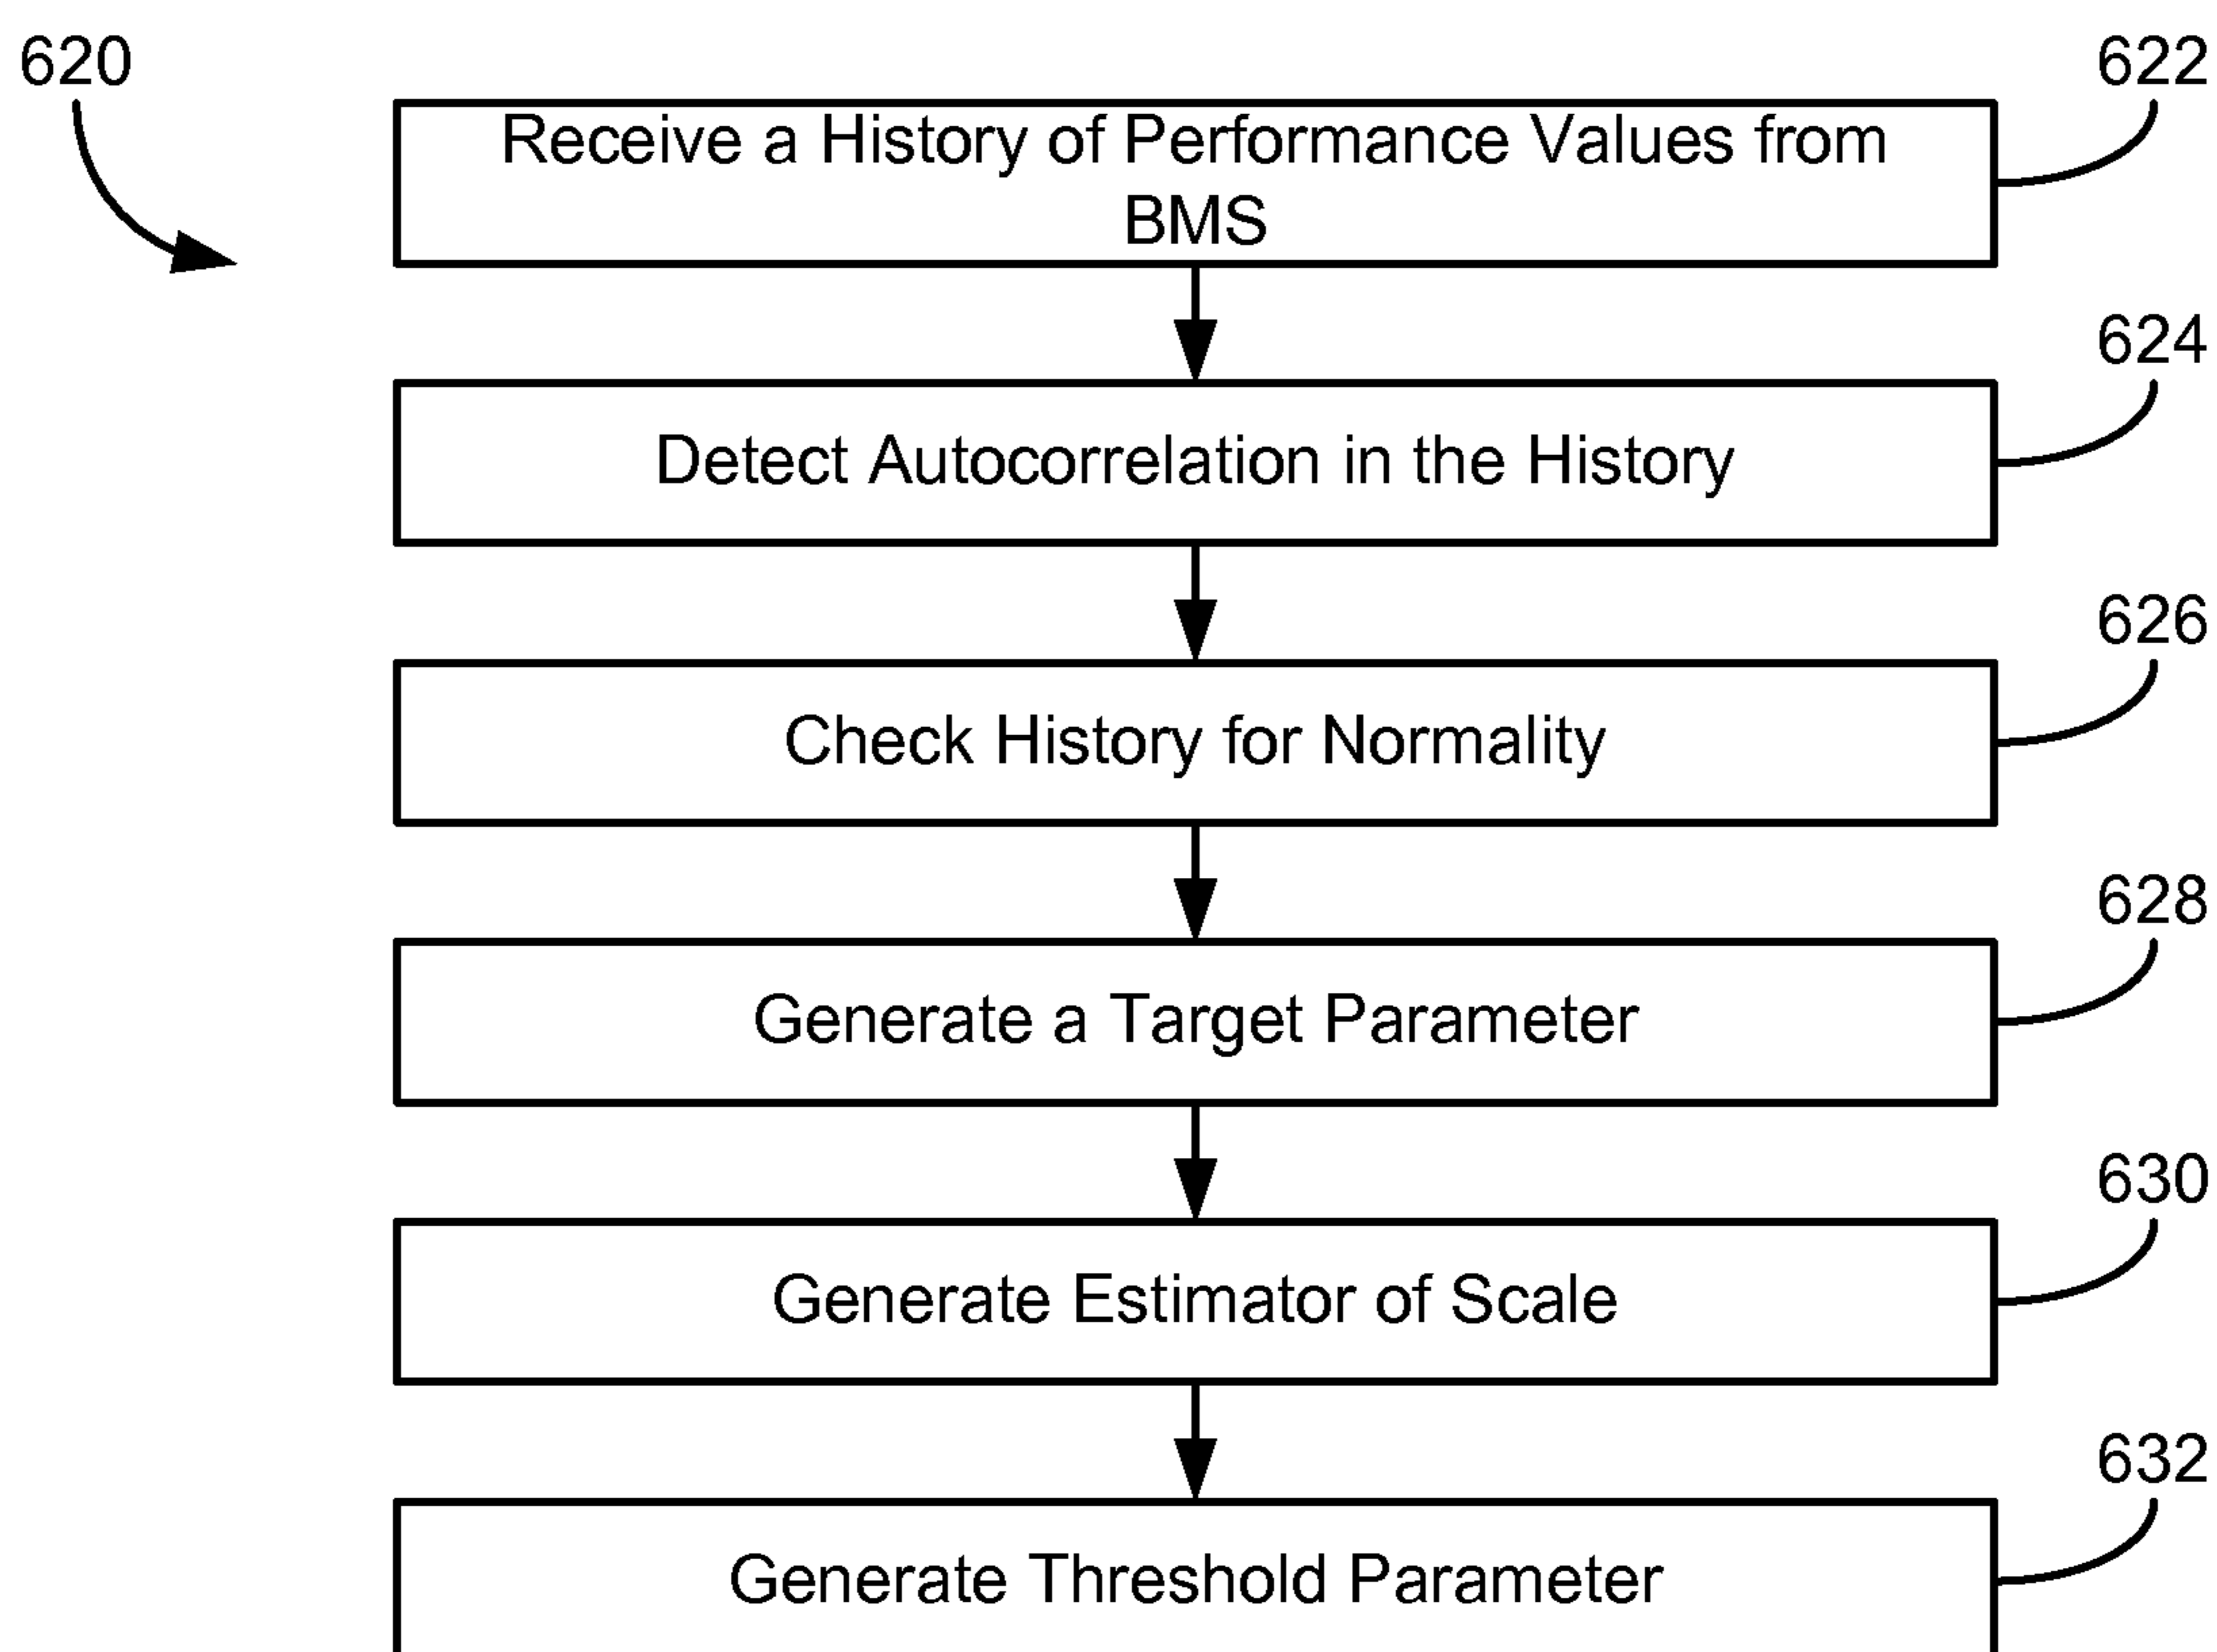 620
622
Receive a History of Performance Values from
BMS
624
Detect Autocorrelation in the History
626
Check History for Normality
628
Generate a Target Parameter
630
Generate Estimator of Scale
632
Generate Threshold Parameter